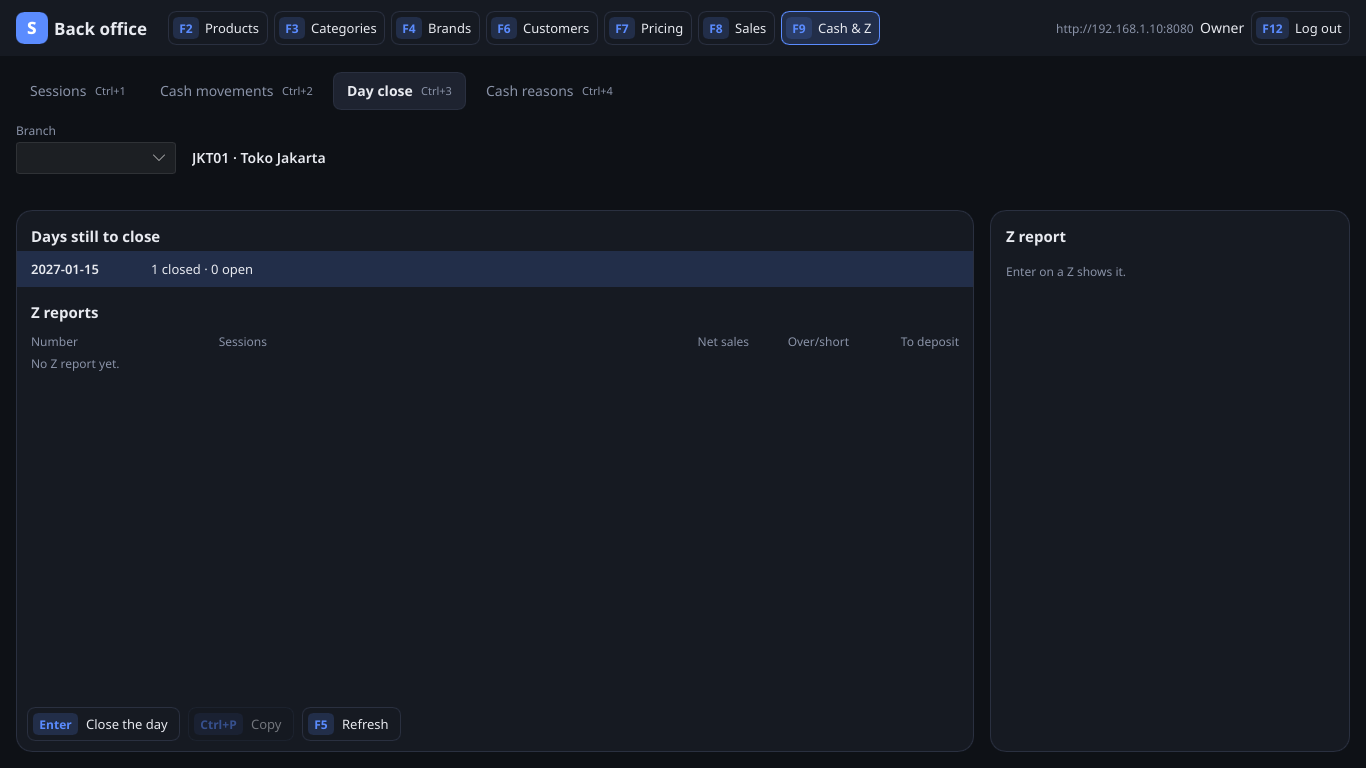 S Back office F2 Products F3 Categories F4 Brands F6 Customers F7 Pricing F8 Sales F9 Cash & Z http://192.168.1.10:8080 Owner F12 Log out
Sessions Ctrl+1 Cash movements Ctrl+2 Day close Ctrl+3 Cash reasons Ctrl+4
Branch
JKT01 · Toko Jakarta
Days still to close
2027-01-15 1 closed · 0 open
Z reports
Number Sessions Net sales Over/short To deposit
No Z report yet.
Enter Close the day Ctrl+P Copy F5 Refresh
Z report
Enter on a Z shows it.